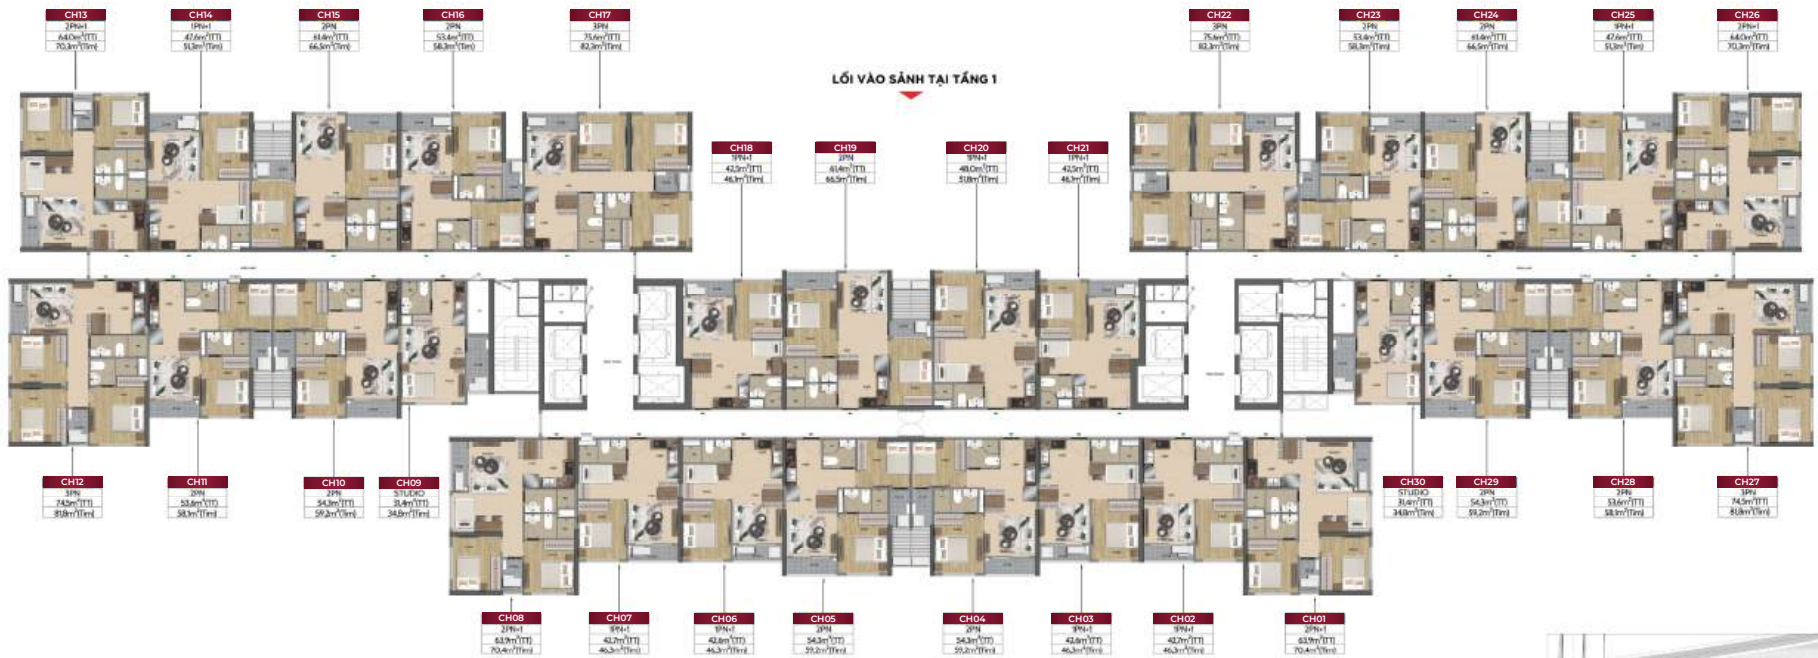 CH13
2PN+1
64.0m²(TT)
70,3m²(Tim)
CH14
1PN+1
47,6m²(TT)
51,3m²(Tim)
CH15
2PN
61,4m²(TT)
66,5m²(Tim)
CH16
2PN
53,4m²(TT)
58,3m²(Tim)
CH17
3PN
75,6m²(TT)
82,3m²(Tim)
CH22
3PN
75,6m²(TT)
82,3m²(Tim)
CH23
2PN
53,4m²(TT)
58,3m²(Tim)
CH24
2PN
61,4m²(TT)
66,5m²(Tim)
CH25
1PN+1
47,6m²(TT)
51,3m²(Tim)
CH26
2PN+1
64.0m²(TT)
70,3m²(Tim)
LỐI VÀO SẢNH TẠI TẦNG 1
CH18
1PN+1
42,5m²(TT)
46,1m²(Tim)
CH19
2PN
61,4m²(TT)
66,5m²(Tim)
CH20
1PN+1
48,0m²(TT)
51,8m²(Tim)
CH21
1PN+1
42,5m²(TT)
46,1m²(Tim)
CH12
3PN
74,5m²(TT)
81,8m²(Tim)
CH11
2PN
53,6m²(TT)
58,1m²(Tim)
CH10
2PN
54,3m²(TT)
59,2m²(Tim)
CH09
STUDIO
31,4m²(TT)
34,8m²(Tim)
CH30
STUDIO
31,4m²(TT)
34,8m²(Tim)
CH29
2PN
54,3m²(TT)
59,2m²(Tim)
CH28
2PN
53,6m²(TT)
58,1m²(Tim)
CH27
3PN
74,5m²(TT)
81,8m²(Tim)
CH08
2PN+1
63,9m²(TT)
70,4m²(Tim)
CH07
1PN+1
42,7m²(TT)
46,3m²(Tim)
CH06
1PN+1
42,6m²(TT)
46,3m²(Tim)
CH05
2PN
54,3m²(TT)
59,2m²(Tim)
CH04
2PN
54,3m²(TT)
59,2m²(Tim)
CH03
1PN+1
42,6m²(TT)
46,3m²(Tim)
CH02
1PN+1
42,7m²(TT)
46,3m²(Tim)
CH01
2PN+1
63,9m²(TT)
70,4m²(Tim)